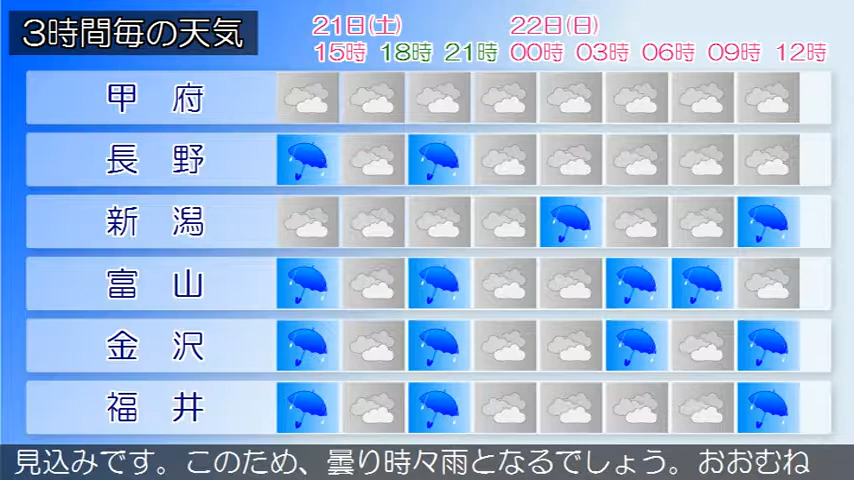 3時間毎の天気
21日(土) 22日(日)
15時 18時 21時 00時 03時 06時 09時 12時
甲府
長野
新潟
富山
金沢
福井
見込みです。このため、曇り時々雨となるでしょう。おおむね